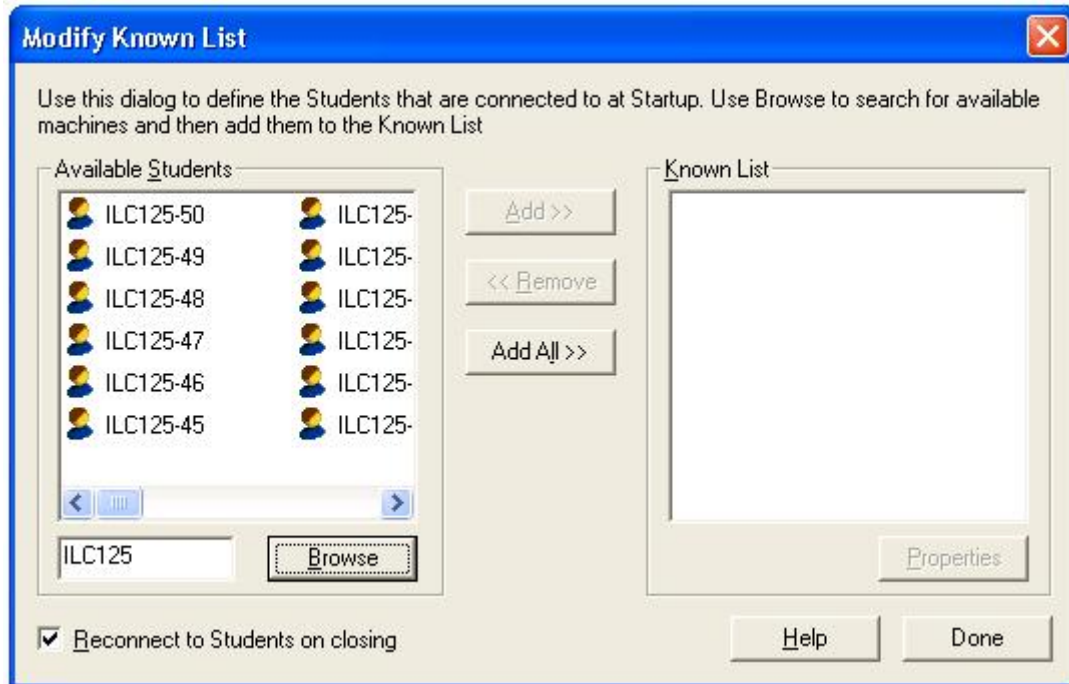 Modify Known List
Use this dialog to define the Students that are connected to at Startup. Use Browse to search for available
machines and then add them to the Known List
Available Students
ILC125-50
ILC125-
ILC125-49
ILC125-
ILC125-48
ILC125-
ILC125-47
ILC125-
ILC125-46
ILC125-
ILC125-45
ILC125-
ILC125
Browse
Add >>
<< Remove
Add All >>
Known List
Properties
Reconnect to Students on closing
Help
Done